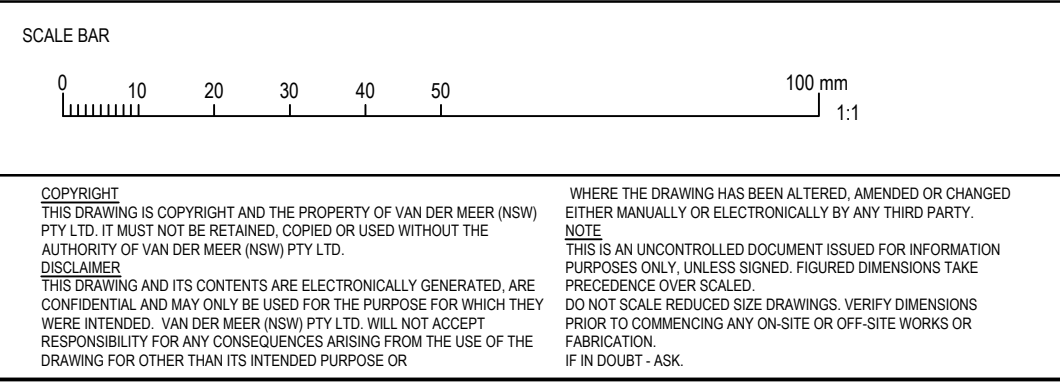 SCALE BAR
0 10 20 30 40 50 100 mm
1:1
COPYRIGHT
THIS DRAWING IS COPYRIGHT AND THE PROPERTY OF VAN DER MEER (NSW)
PTY LTD. IT MUST NOT BE RETAINED, COPIED OR USED WITHOUT THE
AUTHORITY OF VAN DER MEER (NSW) PTY LTD.
DISCLAIMER
THIS DRAWING AND ITS CONTENTS ARE ELECTRONICALLY GENERATED, ARE
CONFIDENTIAL AND MAY ONLY BE USED FOR THE PURPOSE FOR WHICH THEY
WERE INTENDED. VAN DER MEER (NSW) PTY LTD. WILL NOT ACCEPT
RESPONSIBILITY FOR ANY CONSEQUENCES ARISING FROM THE USE OF THE
DRAWING FOR OTHER THAN ITS INTENDED PURPOSE OR
WHERE THE DRAWING HAS BEEN ALTERED, AMENDED OR CHANGED
EITHER MANUALLY OR ELECTRONICALLY BY ANY THIRD PARTY.
NOTE
THIS IS AN UNCONTROLLED DOCUMENT ISSUED FOR INFORMATION
PURPOSES ONLY, UNLESS SIGNED. FIGURED DIMENSIONS TAKE
PRECEDENCE OVER SCALED.
DO NOT SCALE REDUCED SIZE DRAWINGS. VERIFY DIMENSIONS
PRIOR TO COMMENCING ANY ON-SITE OR OFF-SITE WORKS OR
FABRICATION.
IF IN DOUBT - ASK.